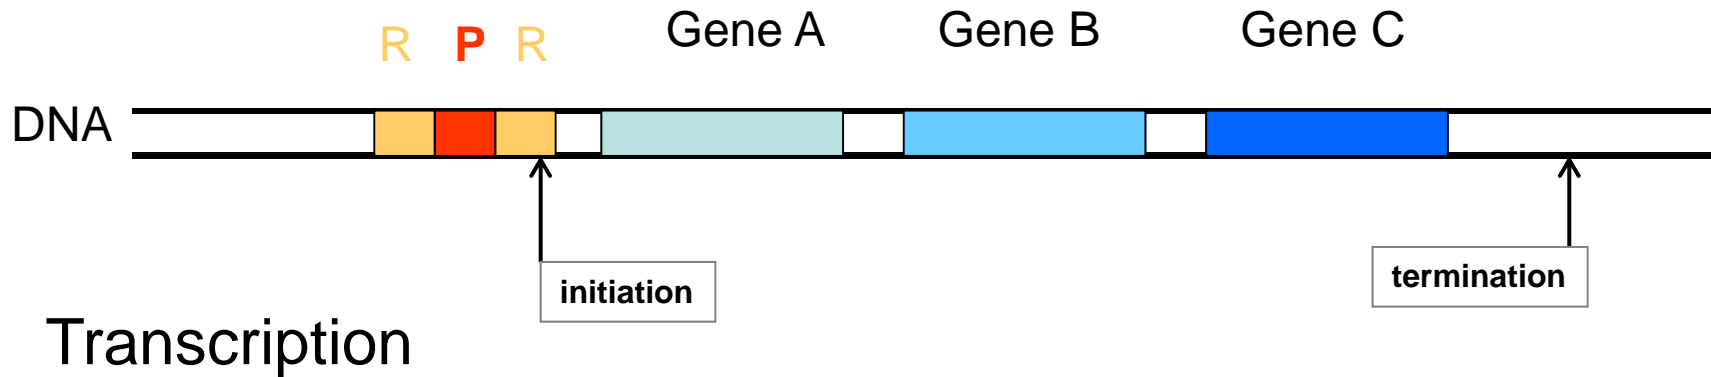 R P R Gene A Gene B Gene C
DNA
initiation
termination
Transcription